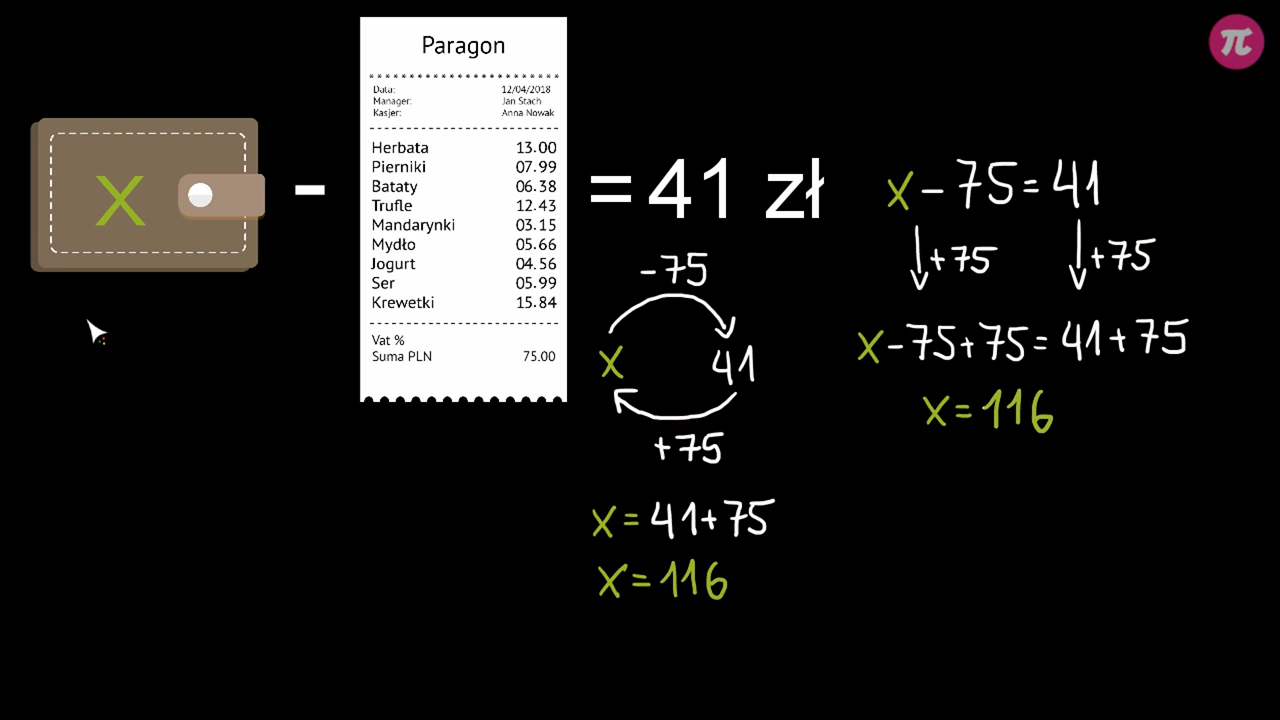 π
Paragon
Data: 12/04/2018
Manager: Jan Stach
Kasjer: Anna Nowak
Herbata 13.00
Pierniki 07.99
Bataty 06.38
Trufle 12.43
Mandarynki 03.15
Mydło 05.66
Jogurt 04.56
Ser 05.99
Krewetki 15.84
Vat %
Suma PLN 75.00
x - = 41 zł
-75
x 41
+75
x = 41+75
x = 116
x - 75 = 41
+75 +75
x - 75 + 75 = 41 + 75
x = 116